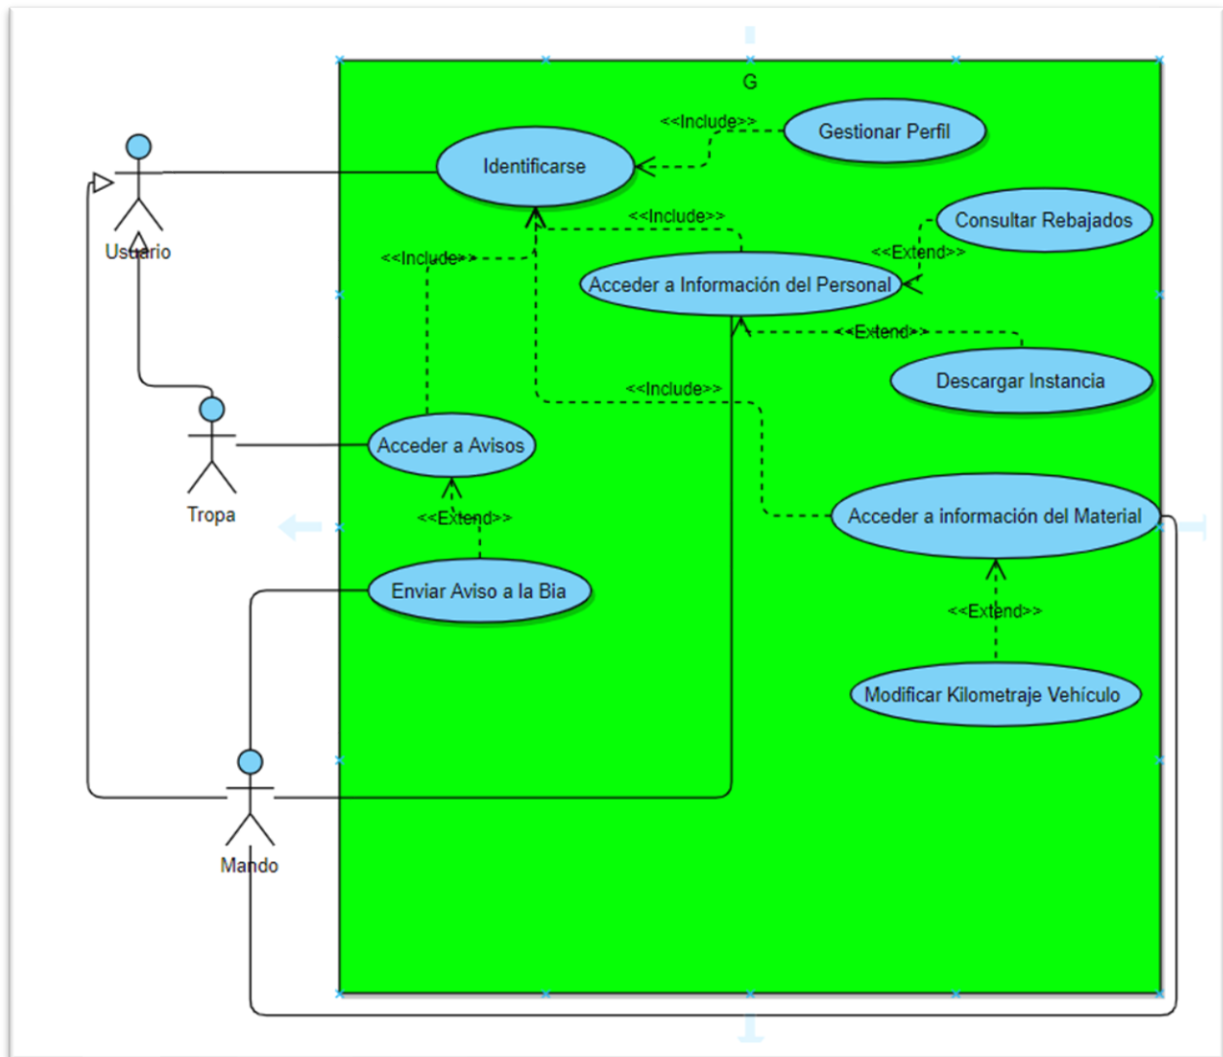 G
<<Include>>
Gestionar Perfil
Identificarse
<<Include>>
Consultar Rebajados
Usuario
<<Include>>
<<Extend>>
Acceder a Información del Personal
<<Extend>>
Descargar Instancia
<<Include>>
Acceder a Avisos
Tropa
<<Extend>>
Acceder a información del Material
Enviar Aviso a la Bia
<<Extend>>
Modificar Kilometraje Vehículo
Mando